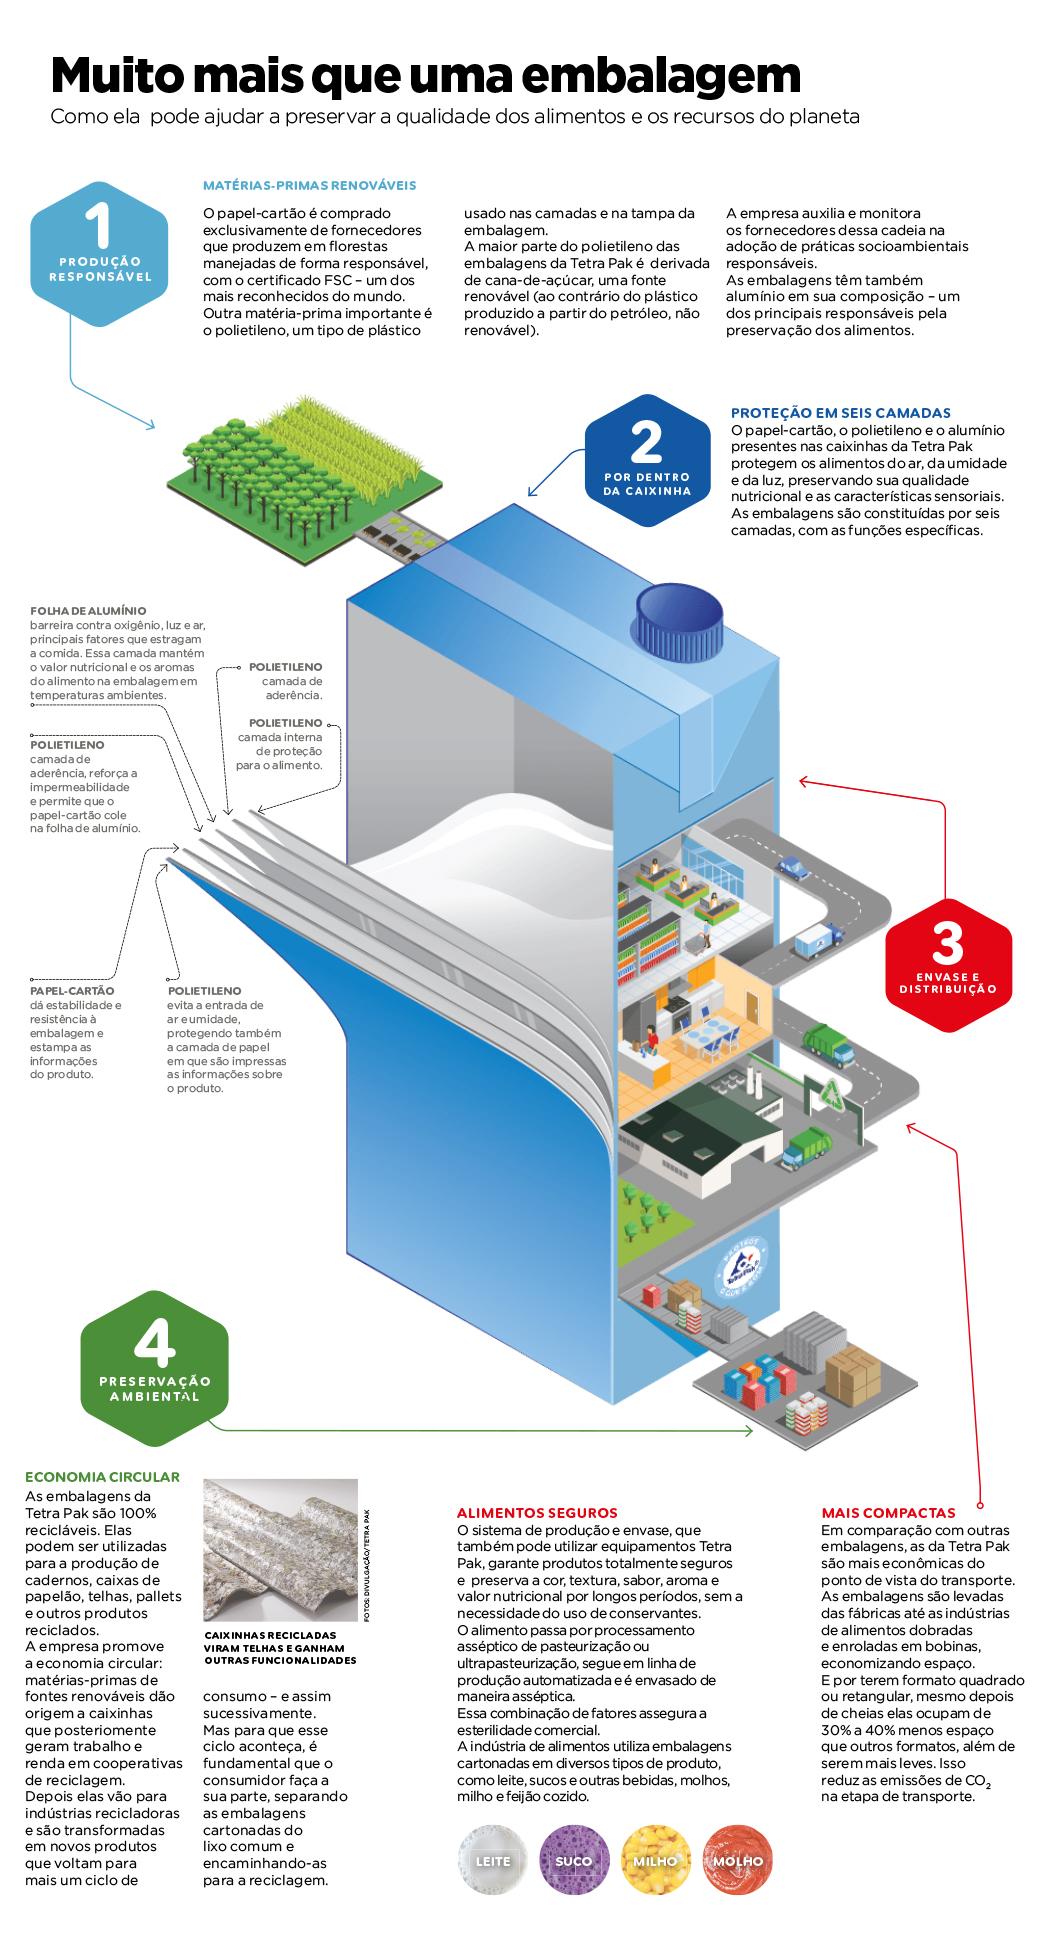 Muito mais que uma embalagem
Como ela pode ajudar a preservar a qualidade dos alimentos e os recursos do planeta
1
PRODUÇÃO
RESPONSÁVEL
MATÉRIAS-PRIMAS RENOVÁVEIS
O papel-cartão é comprado
exclusivamente de fornecedores
que produzem em florestas
manejadas de forma responsável,
com o certificado FSC – um dos
mais reconhecidos do mundo.
Outra matéria-prima importante é
o polietileno, um tipo de plástico
usado nas camadas e na tampa da
embalagem.
A maior parte do polietileno das
embalagens da Tetra Pak é derivada
de cana-de-açúcar, uma fonte
renovável (ao contrário do plástico
produzido a partir do petróleo, não
renovável).
A empresa auxilia e monitora
os fornecedores dessa cadeia na
adoção de práticas socioambientais
responsáveis.
As embalagens têm também
alumínio em sua composição – um
dos principais responsáveis pela
preservação dos alimentos.
2
POR DENTRO
DA CAIXINHA
PROTEÇÃO EM SEIS CAMADAS
O papel-cartão, o polietileno e o alumínio
presentes nas caixinhas da Tetra Pak
protegem os alimentos do ar, da umidade
e da luz, preservando sua qualidade
nutricional e as características sensoriais.
As embalagens são constituídas por seis
camadas, com as funções específicas.
FOLHA DE ALUMÍNIO
barreira contra oxigênio, luz e ar,
principais fatores que estragam
a comida. Essa camada mantém
o valor nutricional e os aromas
do alimento na embalagem em
temperaturas ambientes.
POLIETILENO
camada de
aderência.
POLIETILENO
camada interna
de proteção
para o alimento.
POLIETILENO
camada de
aderência, reforça a
impermeabilidade
e permite que o
papel-cartão cole
na folha de alumínio.
PAPEL-CARTÃO
dá estabilidade e
resistência à
embalagem e
estampa as
informações
do produto.
POLIETILENO
evita a entrada de
ar e umidade,
protegendo também
a camada de papel
em que são impressas
as informações sobre
o produto.
3
ENVASE E
DISTRIBUIÇÃO
Tetra Pak
4
PRESERVAÇÃO
AMBIENTAL
ECONOMIA CIRCULAR
As embalagens da
Tetra Pak são 100%
recicláveis. Elas
podem ser utilizadas
para a produção de
cadernos, caixas de
papelão, telhas, pallets
e outros produtos
reciclados.
A empresa promove
a economia circular:
matérias-primas de
fontes renováveis dão
origem a caixinhas
que posteriormente
geram trabalho e
renda em cooperativas
de reciclagem.
Depois elas vão para
indústrias recicladoras
e são transformadas
em novos produtos
que voltam para
mais um ciclo de
FOTOS: DIVULGAÇÃO/TETRA PAK
CAIXINHAS RECICLADAS
VIRAM TELHAS E GANHAM
OUTRAS FUNCIONALIDADES
consumo – e assim
sucessivamente.
Mas para que esse
ciclo aconteça, é
fundamental que o
consumidor faça a
sua parte, separando
as embalagens
cartonadas do
lixo comum e
encaminhando-as
para a reciclagem.
ALIMENTOS SEGUROS
O sistema de produção e envase, que
também pode utilizar equipamentos Tetra
Pak, garante produtos totalmente seguros
e preserva a cor, textura, sabor, aroma e
valor nutricional por longos períodos, sem a
necessidade do uso de conservantes.
O alimento passa por processamento
asséptico de pasteurização ou
ultrapasteurização, segue em linha de
produção automatizada e é envasado de
maneira asséptica.
Essa combinação de fatores assegura a
esterilidade comercial.
A indústria de alimentos utiliza embalagens
cartonadas em diversos tipos de produto,
como leite, sucos e outras bebidas, molhos,
milho e feijão cozido.
LEITE
SUCO
MILHO
MOLHO
MAIS COMPACTAS
Em comparação com outras
embalagens, as da Tetra Pak
são mais econômicas do
ponto de vista do transporte.
As embalagens são levadas
das fábricas até as indústrias
de alimentos dobradas
e enroladas em bobinas,
economizando espaço.
E por terem formato quadrado
ou retangular, mesmo depois
de cheias elas ocupam de
30% a 40% menos espaço
que outros formatos, além de
serem mais leves. Isso
reduz as emissões de CO₂
na etapa de transporte.